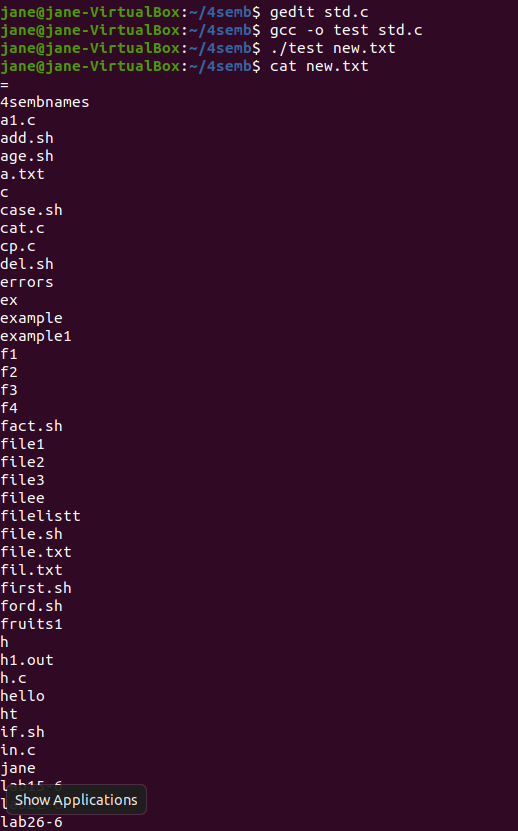 jane@jane-VirtualBox:~/4semb$ gedit std.c
jane@jane-VirtualBox:~/4semb$ gcc -o test std.c
jane@jane-VirtualBox:~/4semb$ ./test new.txt
jane@jane-VirtualBox:~/4semb$ cat new.txt
=
4sembnames
a1.c
add.sh
age.sh
a.txt
c
case.sh
cat.c
cp.c
del.sh
errors
ex
example
example1
f1
f2
f3
f4
fact.sh
file1
file2
file3
filee
filelistt
file.sh
file.txt
fil.txt
first.sh
ford.sh
fruits1
h
h1.out
h.c
hello
ht
if.sh
in.c
jane
lab15-6
Show Applications
lab26-6